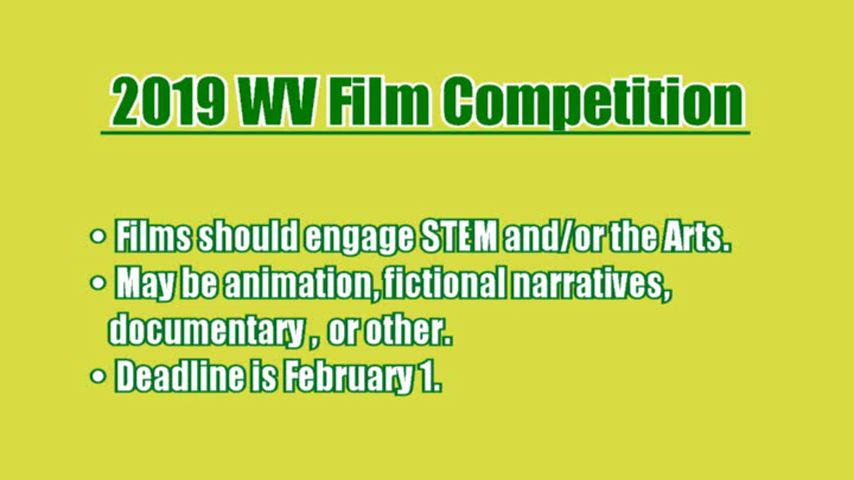 2019 WV Film Competition
• Films should engage STEM and/or the Arts.
• May be animation, fictional narratives,
documentary , or other.
• Deadline is February 1.